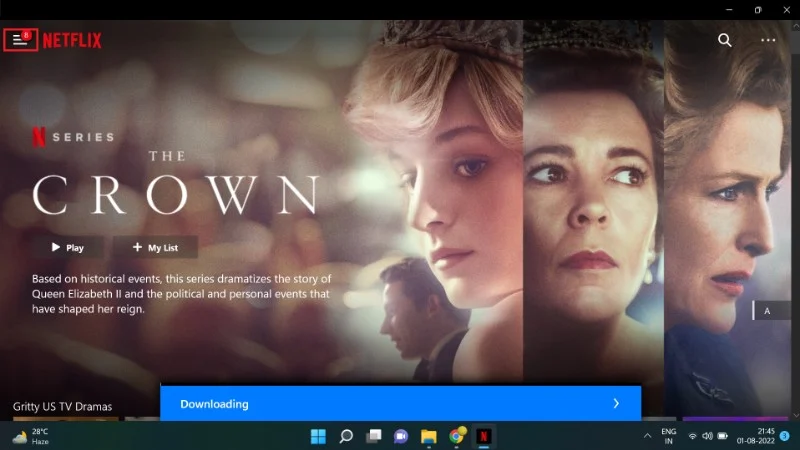 8
NETFLIX
N SERIES
THE
CROWN
Play
My List
Based on historical events, this series dramatizes the story of
Queen Elizabeth II and the political and personal events that
have shaped her reign.
A
Gritty US TV Dramas
Downloading
28°C
Haze
N
ENG
IN
21:45
01-08-2022
3